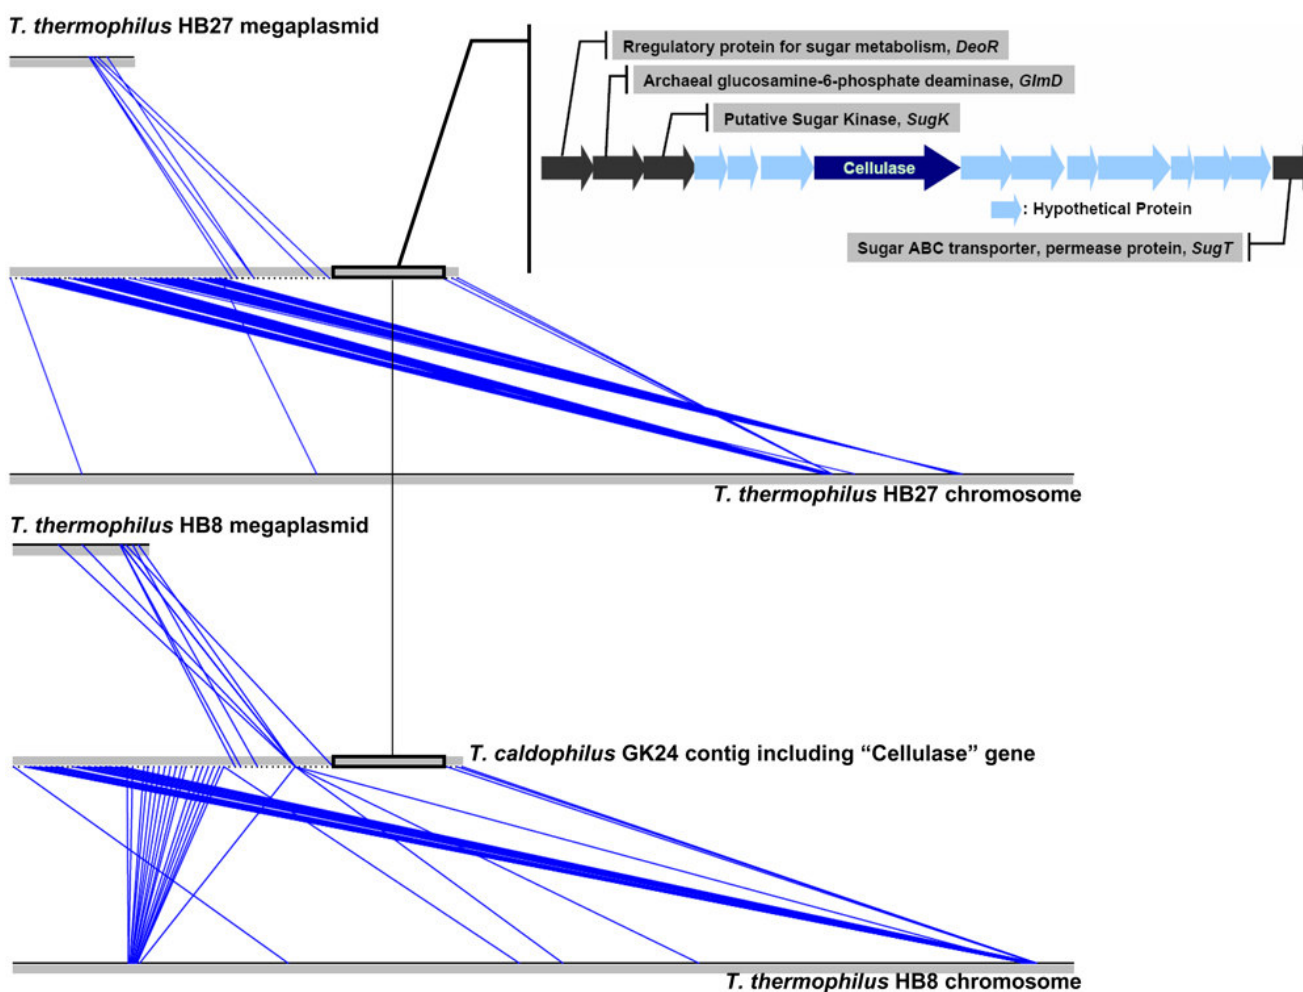 T. thermophilus HB27 megaplasmid
Rregulatory protein for sugar metabolism, DeoR
Archaeal glucosamine-6-phosphate deaminase, GlmD
Putative Sugar Kinase, SugK
Cellulase
: Hypothetical Protein
Sugar ABC transporter, permease protein, SugT
T. thermophilus HB27 chromosome
T. thermophilus HB8 megaplasmid
T. caldophilus GK24 contig including “Cellulase” gene
T. thermophilus HB8 chromosome